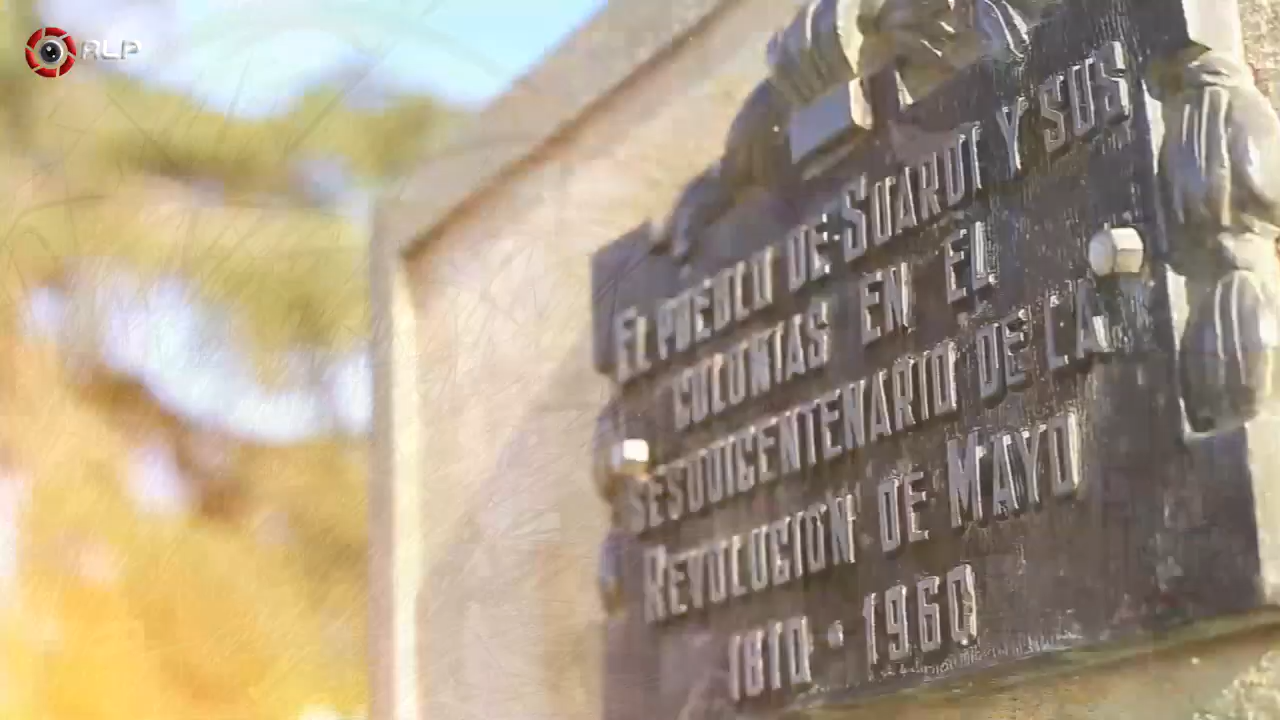 RLP
EL PUEBLO DE SUARDI Y SUS
COLONIAS EN EL
SESQUICENTENARIO DE LA
REVOLUCION DE MAYO
1810 · 1960